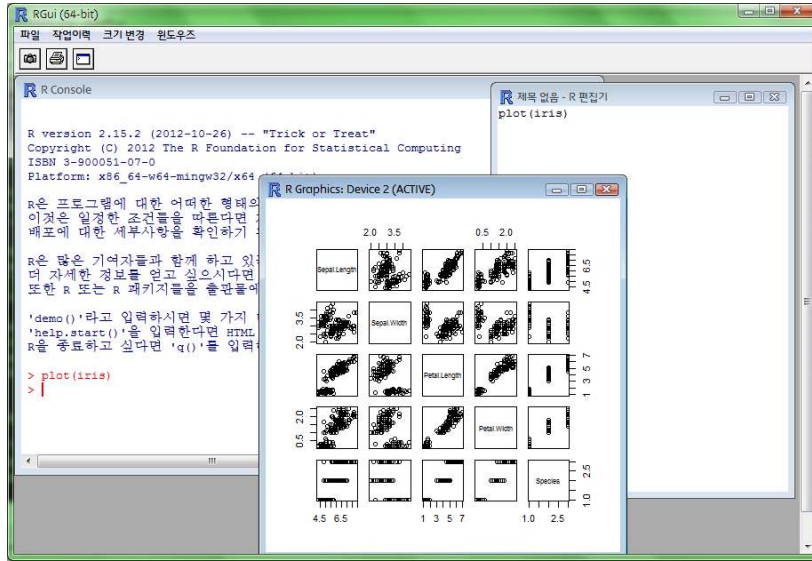 RGui (64-bit)
파일 작업이력 크기 변경 윈도우즈
R Console
R version 2.15.2 (2012-10-26) -- "Trick or Treat"
Copyright (C) 2012 The R Foundation for Statistical Computing
ISBN 3-900051-07-0
Platform: x86_64-w64-mingw32/x64
R은 프로그램에 대한 어떠한 형태의
이것은 일정한 조건들을 따른다면
배포에 대한 세부사항을 확인하기
R은 많은 기여자들과 함께 하고
더 자세한 정보를 얻고 싶으시다면
또한 R 또는 R 패키지들을 출판물에
'demo()'라고 입력하시면 몇 가지
'help.start()'을 입력한다면 HTML
R을 종료하고 싶다면 'q()'를
> plot(iris)
>
제목 없음 - R 편집기
plot(iris)
R Graphics: Device 2 (ACTIVE)
2.0 3.5 0.5 2.0
Sepal.Length
4.5 6.5
Sepal.Width
2.0 3.5
Petal.Length
1 3 5 7
Petal.Width
0.5 2.0
Species
1.0 2.5
4.5 6.5 1 3 5 7 1.0 2.5